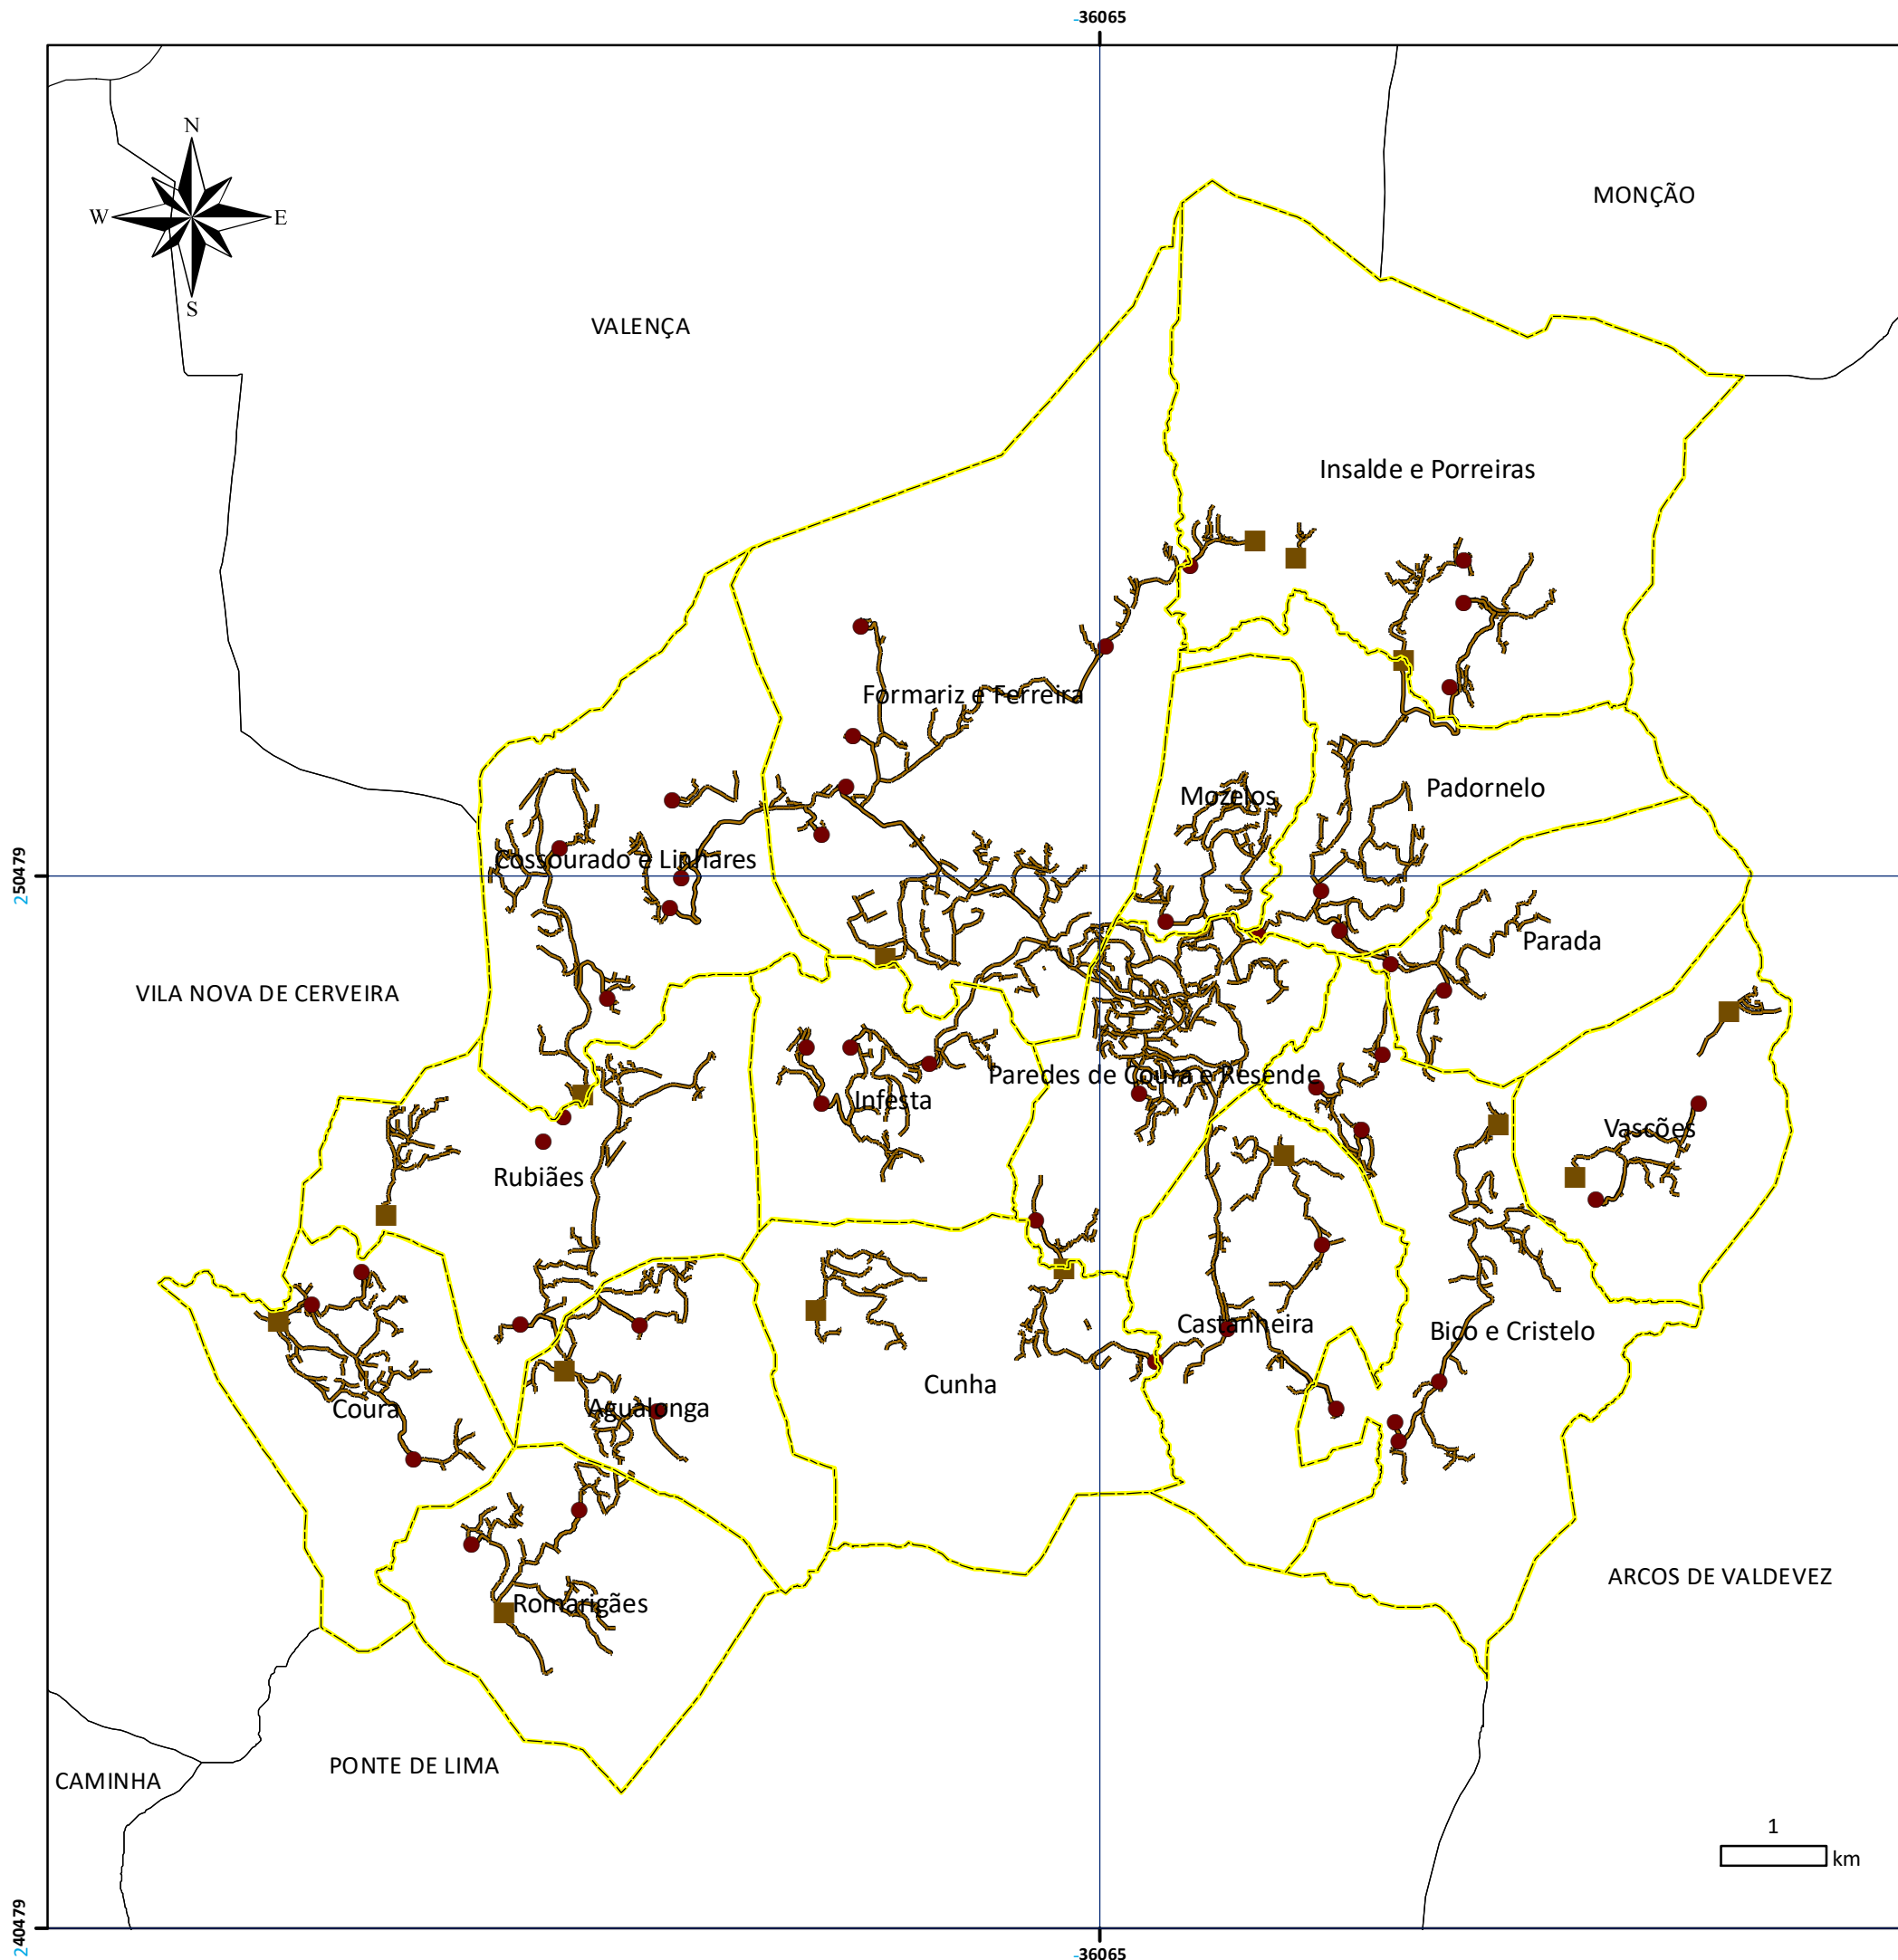 -36065
MONÇÃO
N
W
E
S
VALENÇA
Insalde e Porreiras
Formariz e Ferreira
Padornelo
Mozelos
Cossourado e Linhares
250479
Parada
VILA NOVA DE CERVEIRA
Paredes de Coura e Resende
Infesta
Vascões
Rubiães
Castanheira
Bico e Cristelo
Cunha
Coura
Agualonga
ARCOS DE VALDEVEZ
Romarigães
PONTE DE LIMA
CAMINHA
1
km
240479
-36065